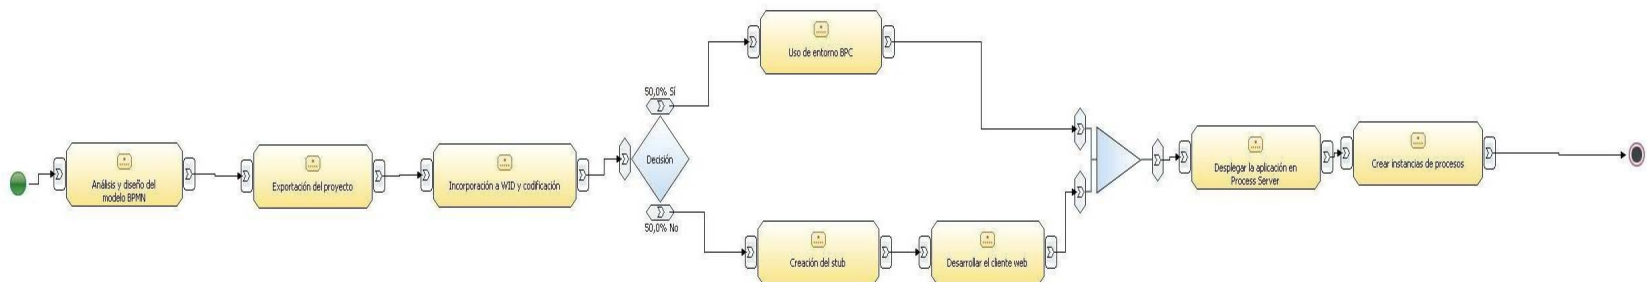 Análisis y diseño del
modelo BPMN
Exportación del proyecto
Incorporación a WID y codificación
Decisión
50,0% Sí
Uso de entorno BPC
50,0% No
Creación del stub
Desarrollar el cliente web
Desplegar la aplicación en
Process Server
Crear instancias de procesos